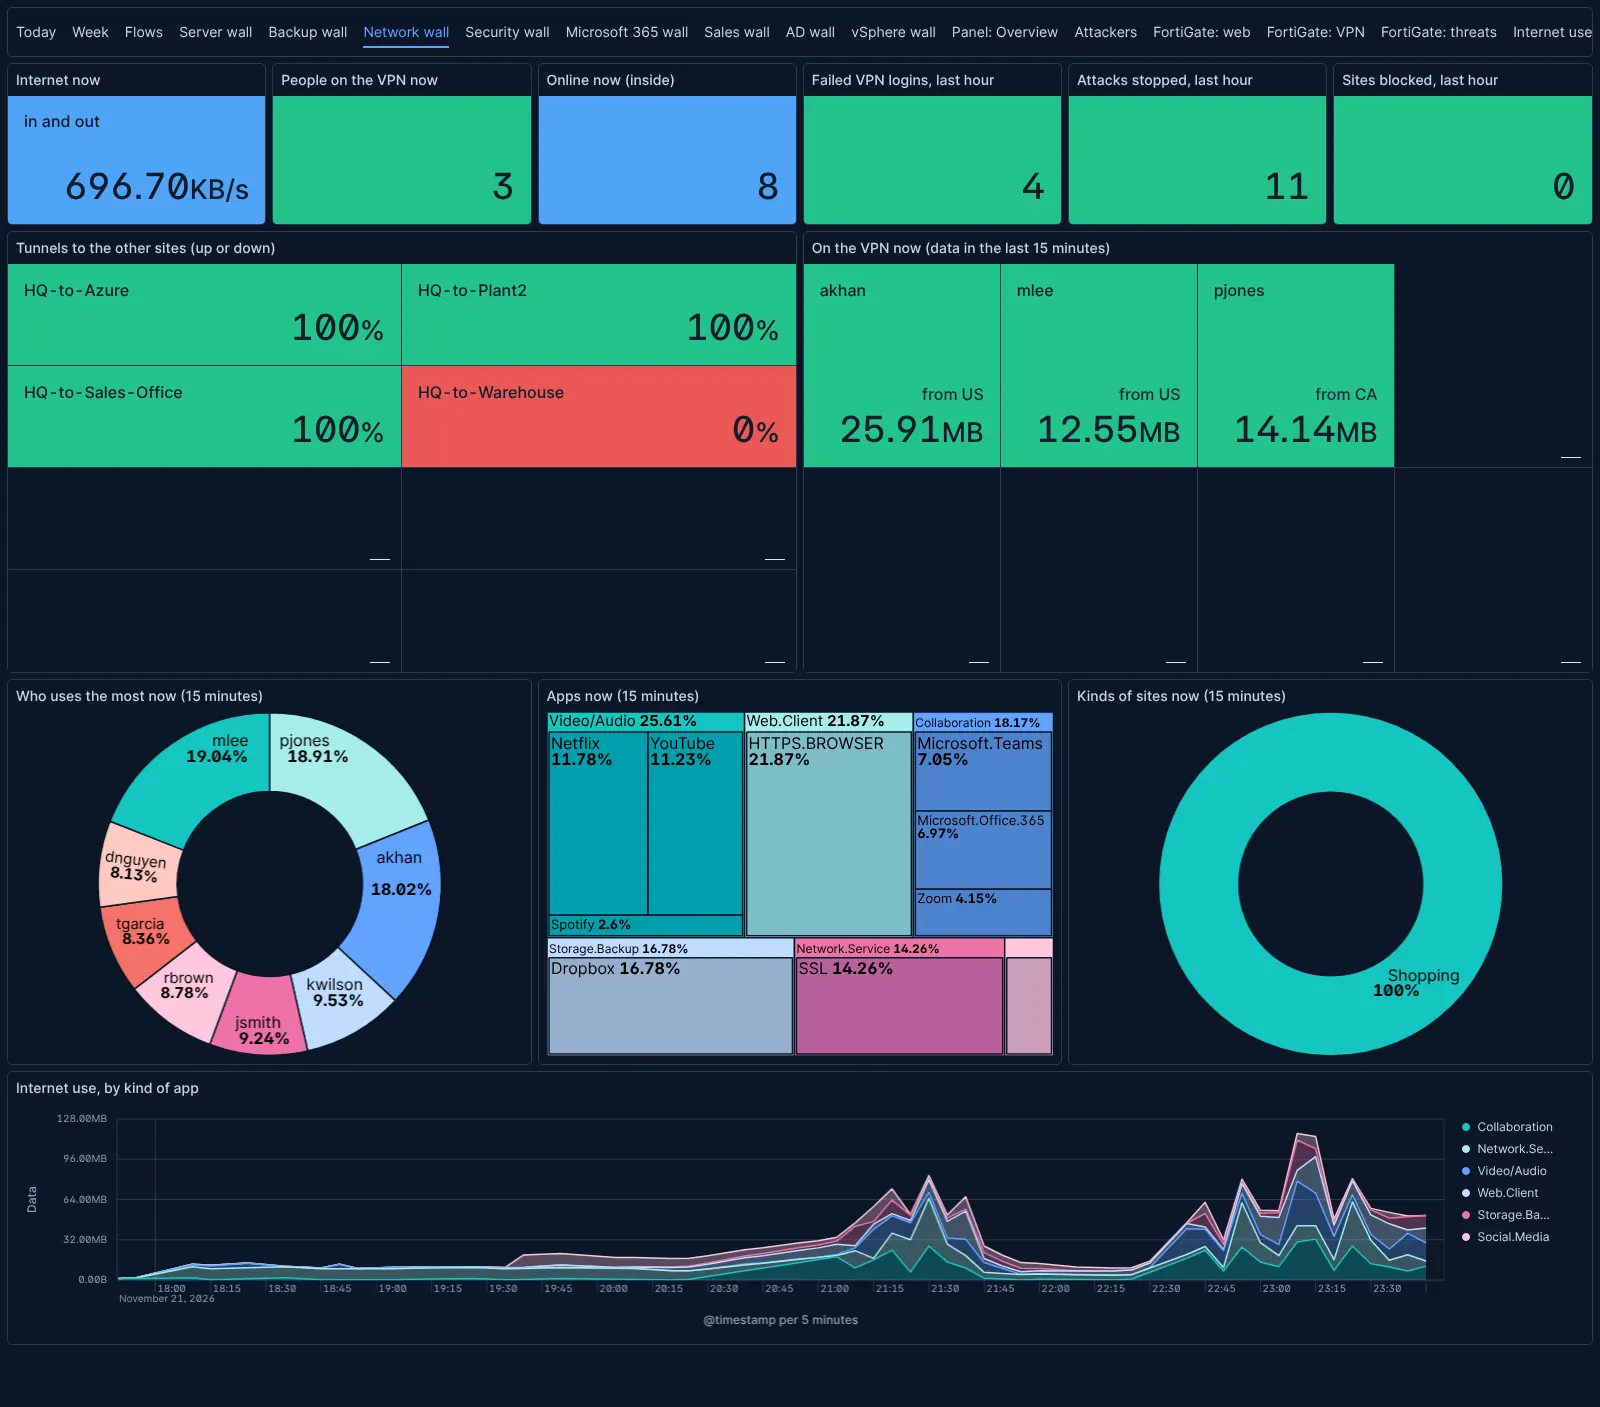 Today Week Flows Server wall Backup wall Network wall Security wall Microsoft 365 wall Sales wall AD wall vSphere wall Panel: Overview Attackers FortiGate: web FortiGate: VPN FortiGate: threats Internet use
Internet now
in and out
696.70KB/s
People on the VPN now
3
Online now (inside)
8
Failed VPN logins, last hour
4
Attacks stopped, last hour
11
Sites blocked, last hour
0
Tunnels to the other sites (up or down)
HQ-to-Azure
100%
HQ-to-Plant2
100%
HQ-to-Sales-Office
100%
HQ-to-Warehouse
0%
On the VPN now (data in the last 15 minutes)
akhan
from US
25.91MB
mlee
from US
12.55MB
pjones
from CA
14.14MB
Who uses the most now (15 minutes)
mlee
19.04%
pjones
18.91%
akhan
18.02%
dnguyen
8.13%
tgarcia
8.36%
rbrown
8.78%
jsmith
9.24%
kwilson
9.53%
Apps now (15 minutes)
Video/Audio 25.61%
Netflix
11.78%
YouTube
11.23%
Spotify 2.6%
Web.Client 21.87%
HTTPS.BROWSER
21.87%
Collaboration 18.17%
Microsoft.Teams
7.05%
Microsoft.Office.365
6.97%
Zoom 4.15%
Storage.Backup 16.78%
Dropbox 16.78%
Network.Service 14.26%
SSL 14.26%
Kinds of sites now (15 minutes)
Shopping
100%
Internet use, by kind of app
Data
128.00MB
96.00MB
64.00MB
32.00MB
0.00B
18:00 18:15 18:30 18:45 19:00 19:15 19:30 19:45 20:00 20:15 20:30 20:45 21:00 21:15 21:30 21:45 22:00 22:15 22:30 22:45 23:00 23:15 23:30
November 21, 2026
@timestamp per 5 minutes
Collaboration
Network.Se...
Video/Audio
Web.Client
Storage.Ba...
Social.Media